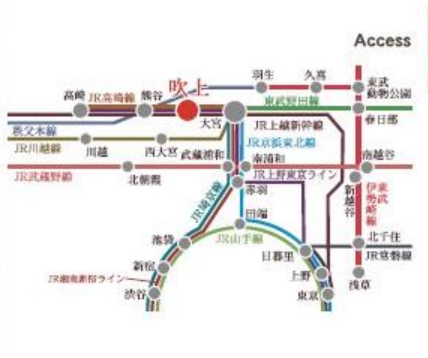 Access
吹上
羽生
久喜
東武
動物公園
高崎
JR高崎線
熊谷
大宮
東武野田線
春日部
秩父本線
JR上越新幹線
JR川越線
川越
西大宮
武蔵浦和
JR京浜東北線
南浦和
南越谷
JR武蔵野線
北朝霞
JR上野東京ライン
赤羽
新越谷
伊勢崎線
東武
JR埼京線
田端
池袋
JR山手線
日暮里
北千住
JR常磐線
新宿
JR湘南新宿ライン
上野
浅草
渋谷
東京